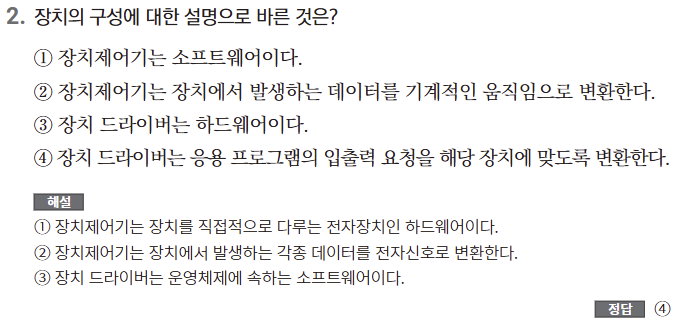 2. 장치의 구성에 대한 설명으로 바른 것은?
① 장치제어기는 소프트웨어이다.
② 장치제어기는 장치에서 발생하는 데이터를 기계적인 움직임으로 변환한다.
③ 장치 드라이버는 하드웨어이다.
④ 장치 드라이버는 응용 프로그램의 입출력 요청을 해당 장치에 맞도록 변환한다.
해설
① 장치제어기는 장치를 직접적으로 다루는 전자장치인 하드웨어이다.
② 장치제어기는 장치에서 발생하는 각종 데이터를 전자신호로 변환한다.
③ 장치 드라이버는 운영체제에 속하는 소프트웨어이다.
정답 ④